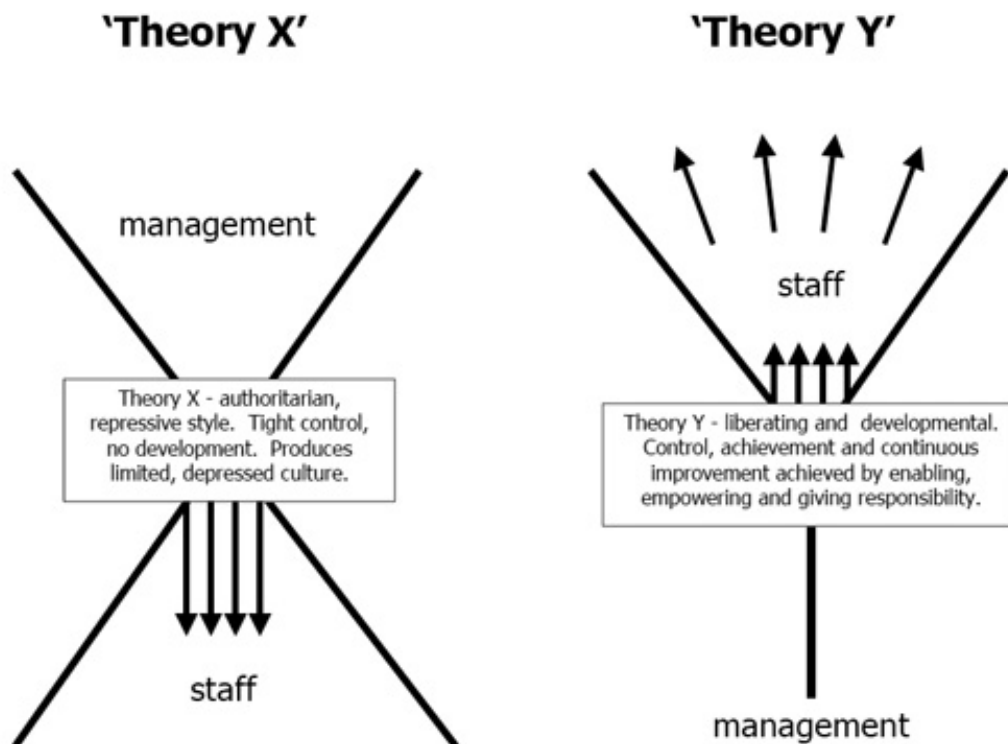 ‘Theory X’
management
Theory X - authoritarian,
repressive style. Tight control,
no development. Produces
limited, depressed culture.
staff
‘Theory Y’
staff
Theory Y - liberating and developmental.
Control, achievement and continuous
improvement achieved by enabling,
empowering and giving responsibility.
management